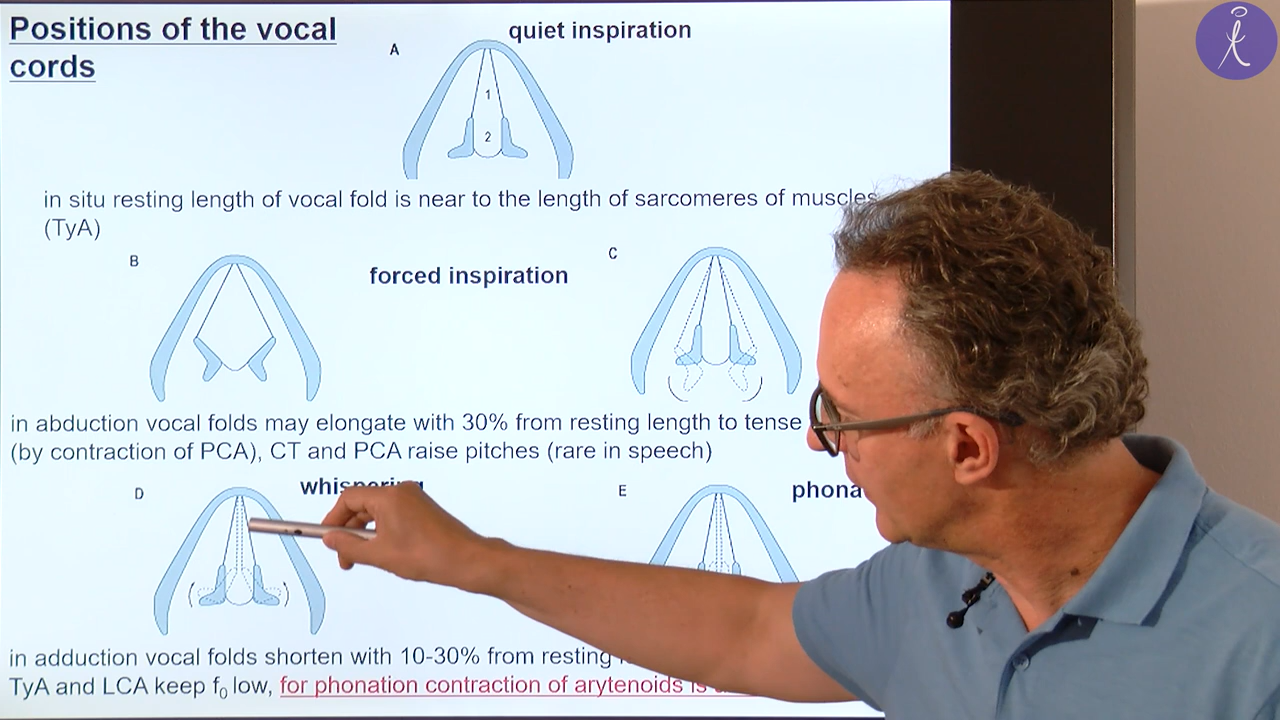 Positions of the vocal
cords
quiet inspiration
A
1
2
in situ resting length of vocal fold is near to the length of sarcomeres of muscles
(TyA)
B
forced inspiration
C
in abduction vocal folds may elongate with 30% from resting length to tense
(by contraction of PCA), CT and PCA raise pitches (rare in speech)
D
whispering
E
in adduction vocal folds shorten with 10-30% from resting
TyA and LCA keep f₀ low, for phonation contraction of arytenoids is